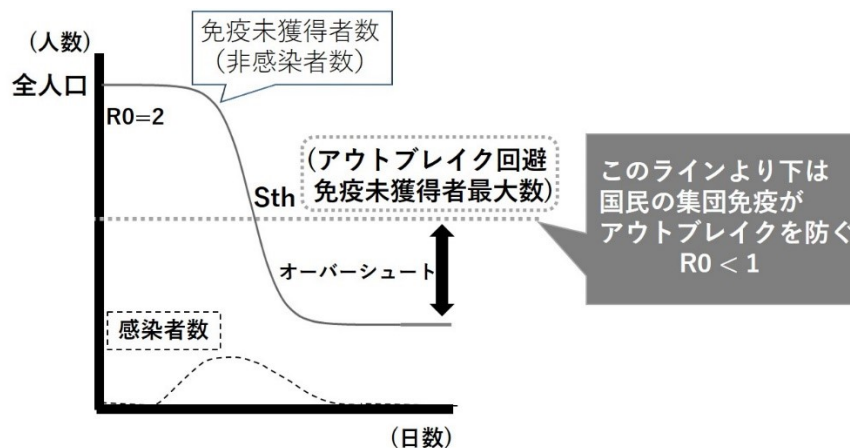 (人数)
免疫未獲得者数
(非感染者数)
全人口
R0=2
(アウトブレイク回避
免疫未獲得者最大数)
Sth
このラインより下は
国民の集団免疫が
アウトブレイクを防ぐ
R0 < 1
オーバーシュート
感染者数
(日数)